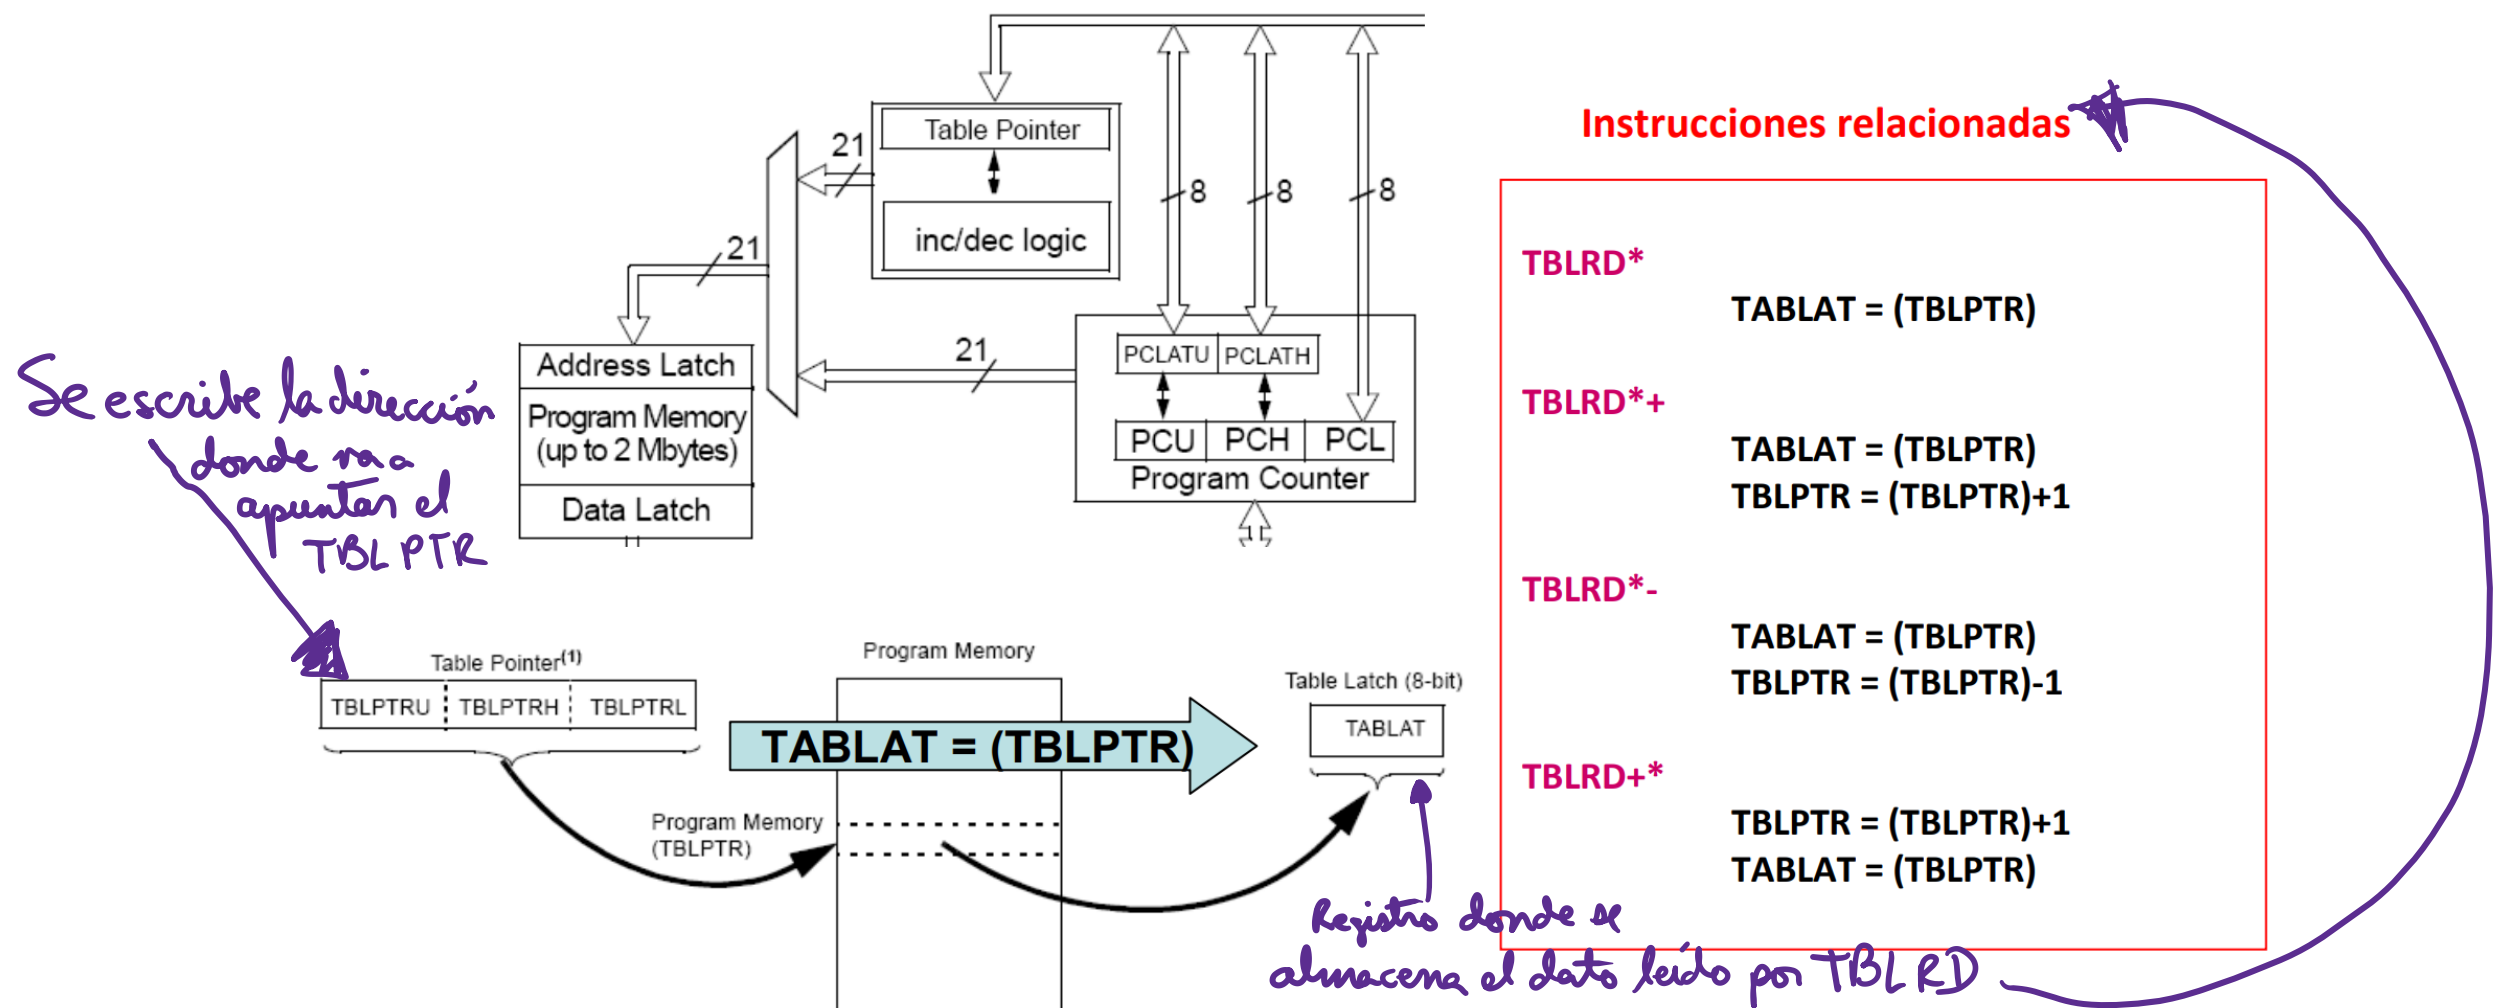 Table Pointer
inc/dec logic
21
8
8
8
21
21
Address Latch
Program Memory
(up to 2 Mbytes)
Data Latch
PCLATU PCLATH
PCU PCH PCL
Program Counter
Se escribe la dirección
donde va a
apuntar el
TBLPTR
Table Pointer(1)
TBLPTRU TBLPTRH TBLPTRL
Program Memory
TABLAT = (TBLPTR)
Program Memory
(TBLPTR)
Table Latch (8-bit)
TABLAT
Registro donde se
almacena el dato leído por TBLRD
Instrucciones relacionadas
TBLRD*
TABLAT = (TBLPTR)
TBLRD*+
TABLAT = (TBLPTR)
TBLPTR = (TBLPTR)+1
TBLRD*-
TABLAT = (TBLPTR)
TBLPTR = (TBLPTR)-1
TBLRD+*
TBLPTR = (TBLPTR)+1
TABLAT = (TBLPTR)